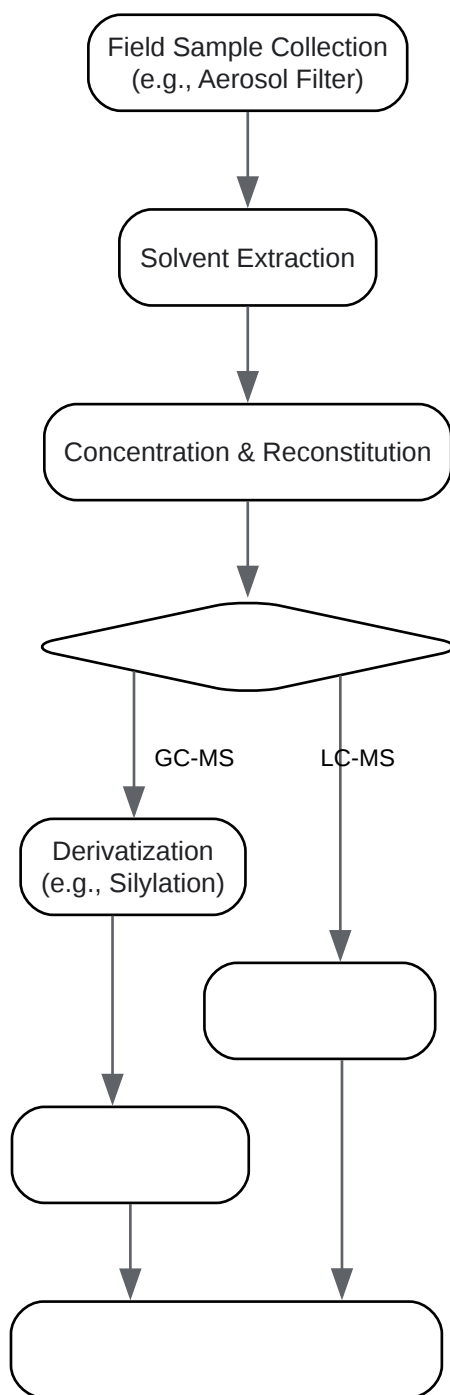 Field Sample Collection
(e.g., Aerosol Filter)
Solvent Extraction
Concentration & Reconstitution
GC-MS
LC-MS
Derivatization
(e.g., Silylation)